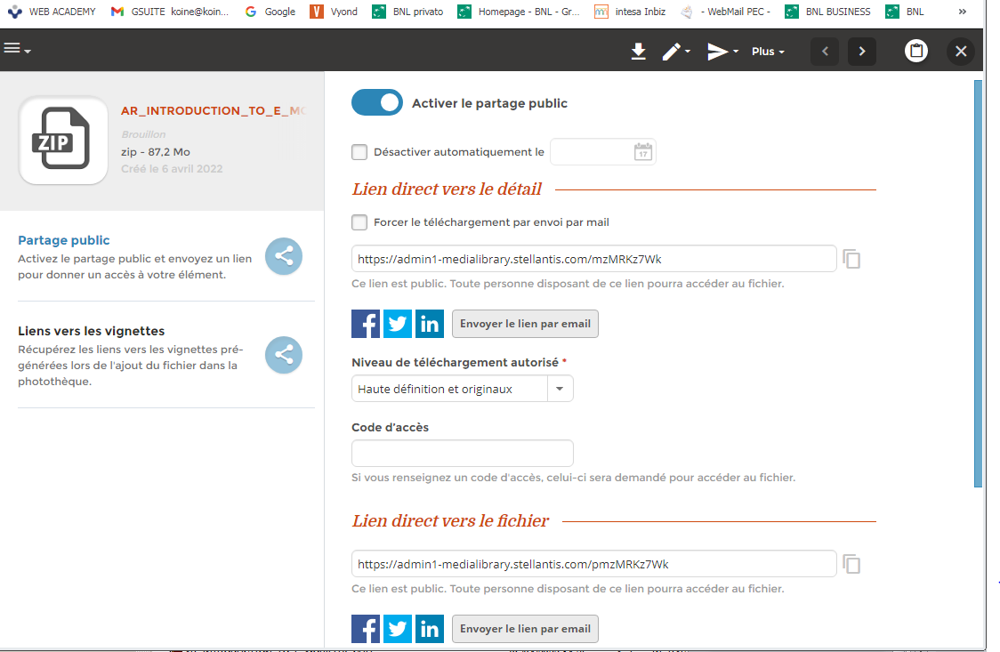 WEB ACADEMY GSUITE koine@koin... Google Vyond BNL privato Homepage - BNL - Gr... intesa Inbiz - WebMail PEC - BNL BUSINESS BNL »
Plus
ZIP
AR_INTRODUCTION_TO_E_MO
Brouillon
zip - 87,2 Mo
Créé le 6 avril 2022
Partage public
Activez le partage public et envoyez un lien
pour donner un accès à votre élément.
Liens vers les vignettes
Récupérez les liens vers les vignettes pré-
générées lors de l'ajout du fichier dans la
photothèque.
Activer le partage public
Désactiver automatiquement le
17
Lien direct vers le détail
Forcer le téléchargement par envoi par mail
https://admin1-medialibrary.stellantis.com/mzMRKz7Wk
Ce lien est public. Toute personne disposant de ce lien pourra accéder au fichier.
Envoyer le lien par email
Niveau de téléchargement autorisé *
Haute définition et originaux
Code d'accès
Si vous renseignez un code d'accès, celui-ci sera demandé pour accéder au fichier.
Lien direct vers le fichier
https://admin1-medialibrary.stellantis.com/pmzMRKz7Wk
Ce lien est public. Toute personne disposant de ce lien pourra accéder au fichier.
Envoyer le lien par email